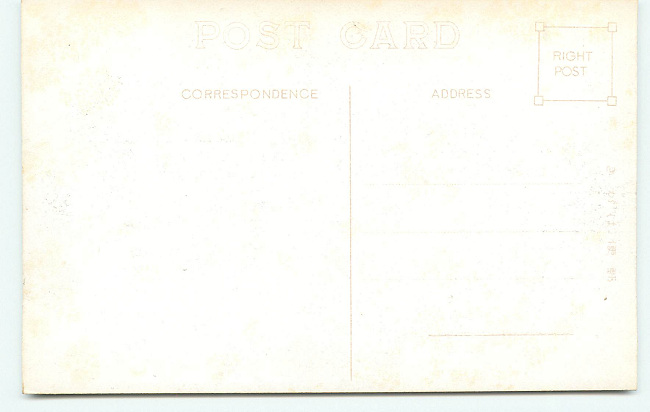 POST CARD
RIGHT
POST
CORRESPONDENCE
ADDRESS